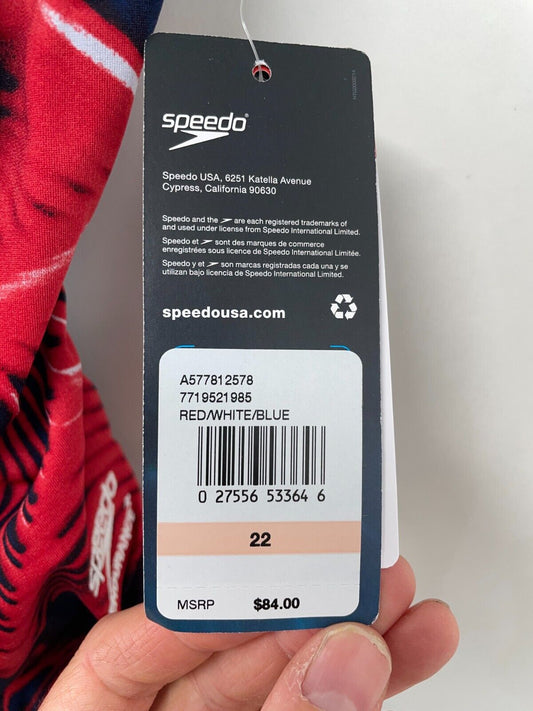 speedo®
Speedo USA, 6251 Katella Avenue
Cypress, California 90630
Speedo and the are each registered trademarks of
and used under license from Speedo International Limited.
Speedo et sont des marques de commerce
enregistrées sous licence de Speedo International Limitée.
Speedo y et son marcas registradas cada una y se
utilizan bajo licencia de Speedo International Limited.
speedousa.com
A577812578
7719521985
RED/WHITE/BLUE
0 27556 53364 6
22
MSRP $84.00
speedo